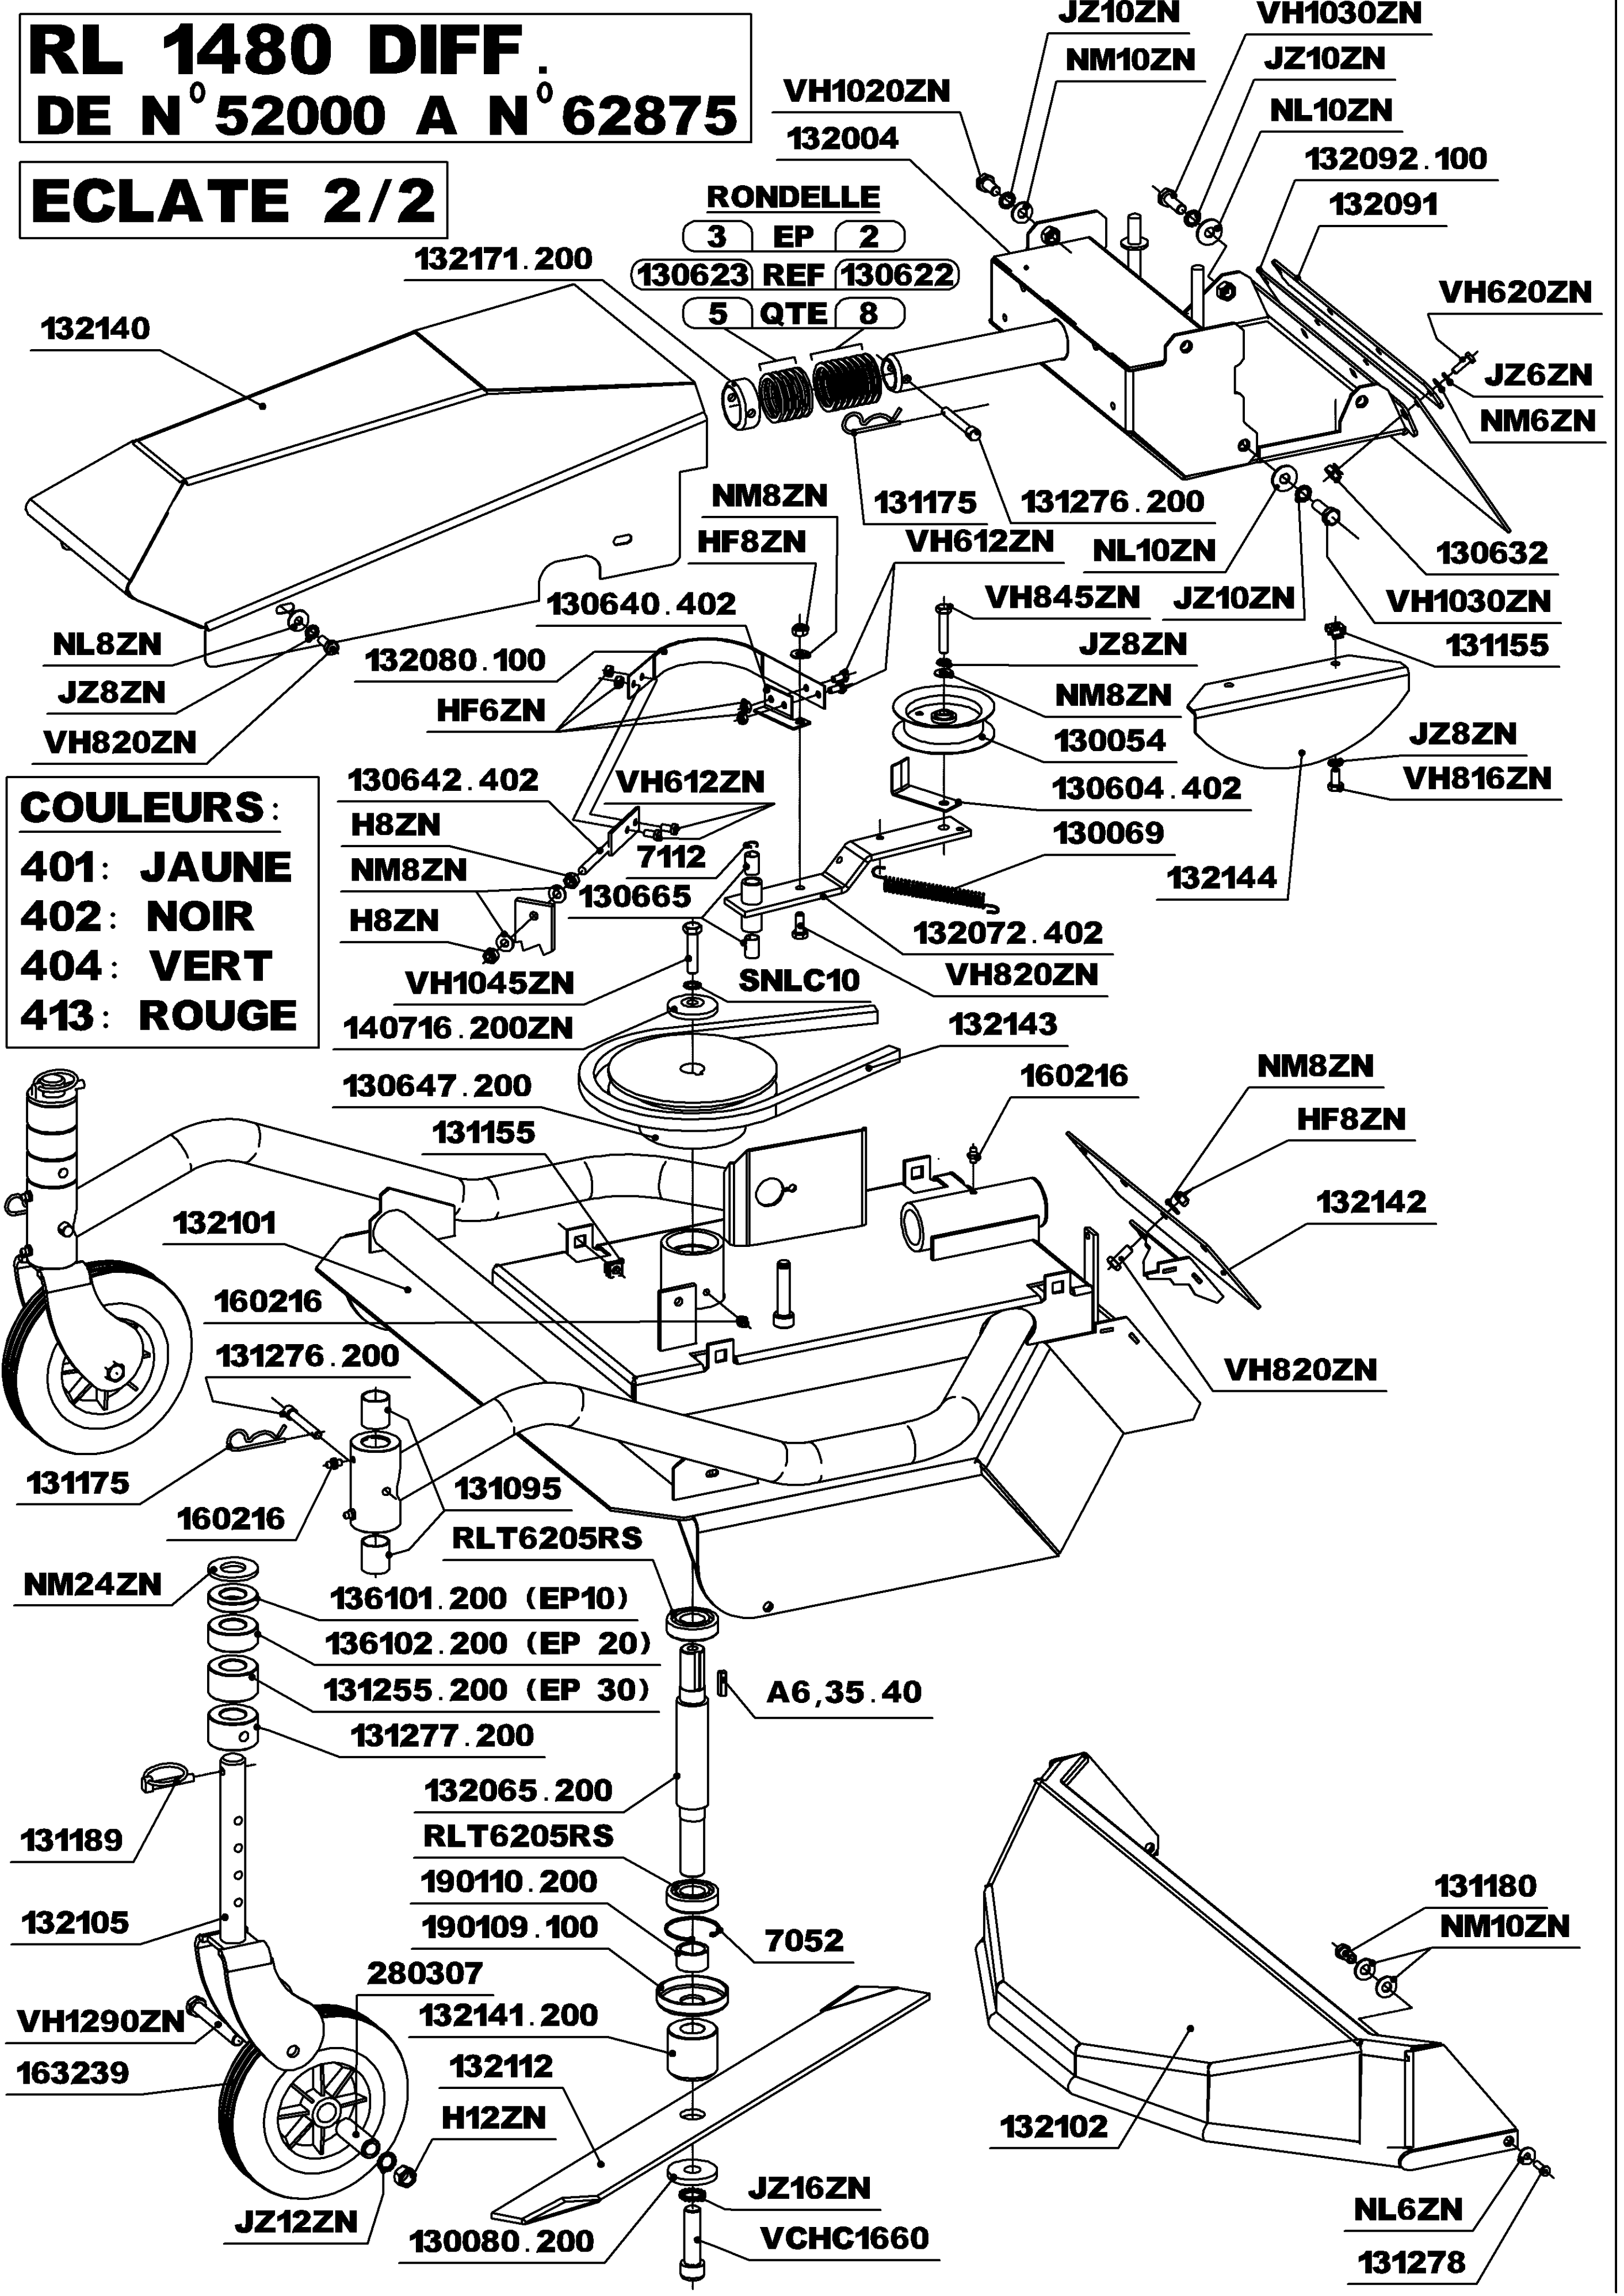 RL 1480 DIFF.
DE N° 52000 A N° 62875
ECLATE 2/2
JZ10ZN
VH1030ZN
NM10ZN
JZ10ZN
VH1020ZN
NL10ZN
132004
132092.100
132091
RONDELLE
3 EP 2
130623 REF 130622
5 QTE 8
132171.200
132140
VH620ZN
JZ6ZN
NM6ZN
NM8ZN
131175
131276.200
HF8ZN
VH612ZN
NL10ZN
130632
130640.402
VH845ZN
JZ10ZN
VH1030ZN
NL8ZN
132080.100
JZ8ZN
131155
JZ8ZN
HF6ZN
NM8ZN
VH820ZN
130054
JZ8ZN
130642.402
VH612ZN
130604.402
VH816ZN
COULEURS:
401: JAUNE
402: NOIR
404: VERT
413: ROUGE
H8ZN
130069
7112
NM8ZN
132144
130665
H8ZN
132072.402
VH1045ZN
SNLC10
VH820ZN
140716.200ZN
132143
130647.200
160216
NM8ZN
HF8ZN
131155
132101
132142
160216
131276.200
VH820ZN
131175
131095
160216
RLT6205RS
NM24ZN
136101.200 (EP10)
136102.200 (EP 20)
131255.200 (EP 30)
A6,35.40
131277.200
132065.200
131189
RLT6205RS
190110.200
131180
132105
190109.100
7052
NM10ZN
280307
VH1290ZN
132141.200
163239
132112
H12ZN
132102
JZ16ZN
JZ12ZN
130080.200
VCHC1660
NL6ZN
131278